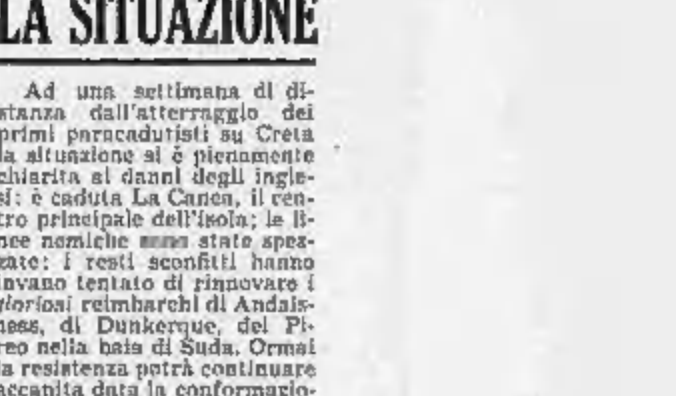 LA SITUAZIONE
Ad una settimana di di-
stanza dall'atterraggio dei
primi paracadutisti su Creta
la situazione si è pienamente
chiarita ai danni degli ingle-
si: è caduta La Canea, il cen-
tro principale dell'isola; le li-
nee nemiche sono state spez-
zate; i resti sconfitti hanno
invano tentato di rinnovare i
gloriosi reimbarchi di Andals-
ness, di Dunkerque, del Pi-
reo nella baia di Suda. Ormai
la resistenza potrà continuare
accanita data la conformazio-